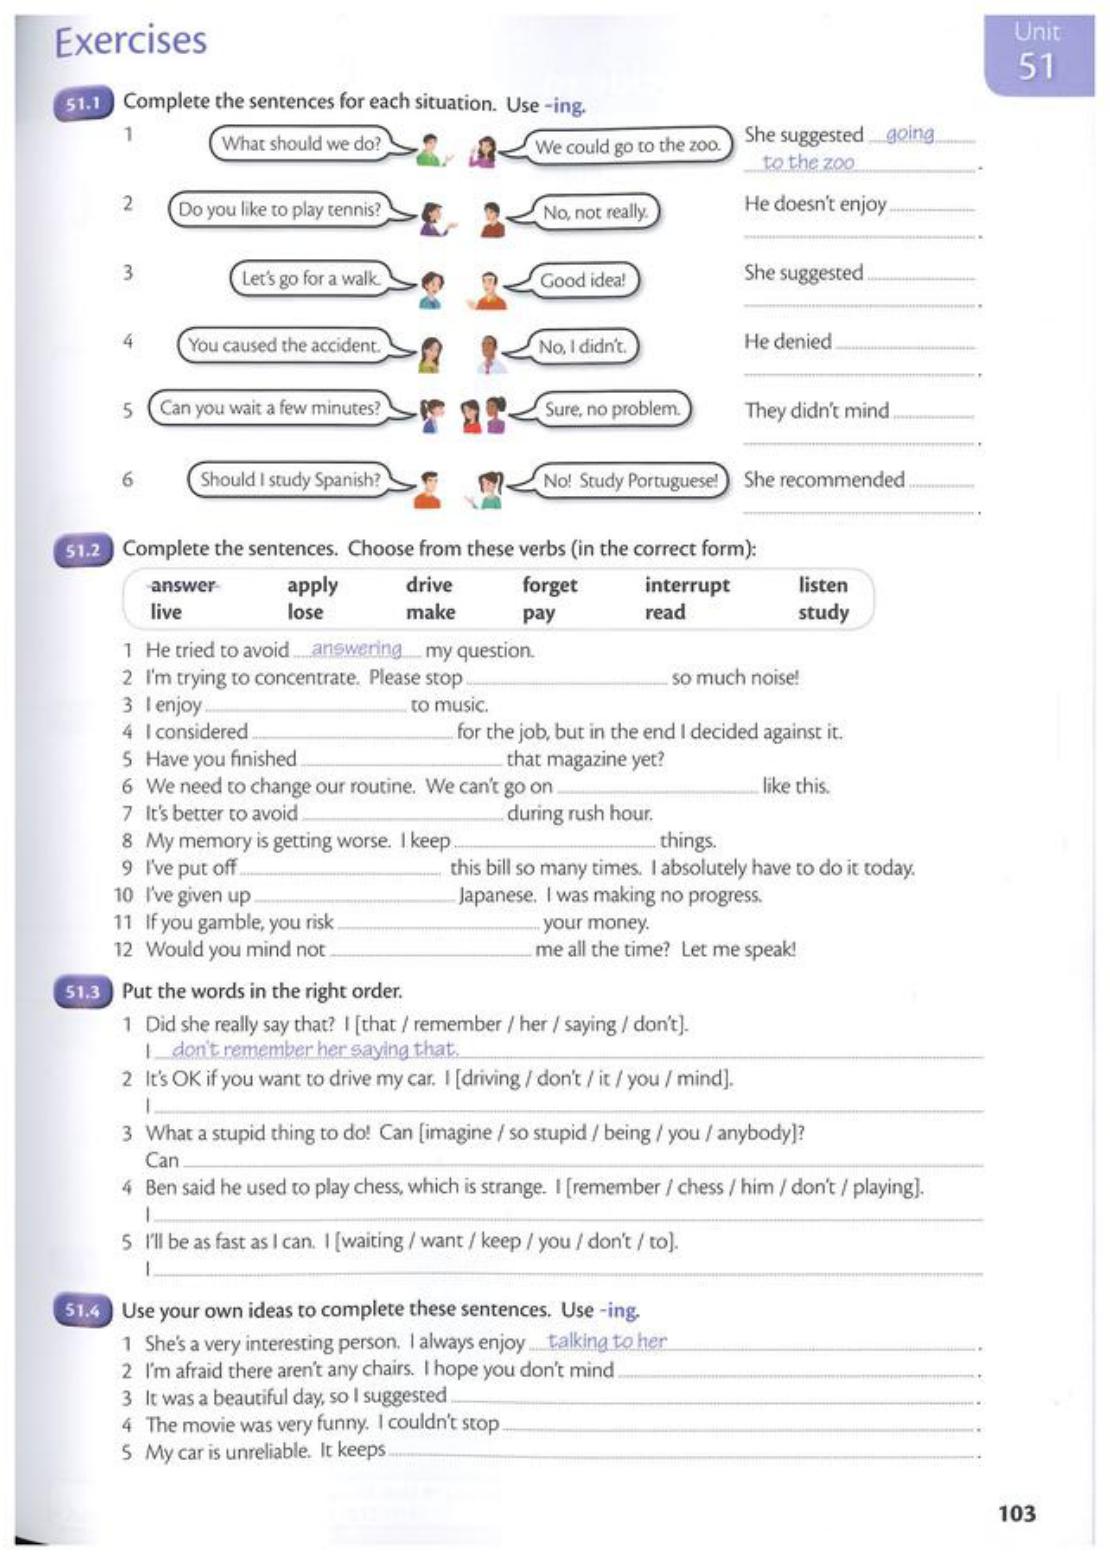 Exercises
Unit
51
51.1 Complete the sentences for each situation. Use -ing.
1 What should we do? We could go to the zoo. She suggested going
to the zoo.
2 Do you like to play tennis? No, not really. He doesn't enjoy
.
3 Let's go for a walk. Good idea! She suggested
.
4 You caused the accident. No, I didn't. He denied
.
5 Can you wait a few minutes? Sure, no problem. They didn't mind
.
6 Should I study Spanish? No! Study Portuguese! She recommended
.
51.2 Complete the sentences. Choose from these verbs (in the correct form):
answer apply drive forget interrupt listen
live lose make pay read study
1 He tried to avoid answering my question.
2 I'm trying to concentrate. Please stop so much noise!
3 I enjoy to music.
4 I considered for the job, but in the end I decided against it.
5 Have you finished that magazine yet?
6 We need to change our routine. We can't go on like this.
7 It's better to avoid during rush hour.
8 My memory is getting worse. I keep things.
9 I've put off this bill so many times. I absolutely have to do it today.
10 I've given up Japanese. I was making no progress.
11 If you gamble, you risk your money.
12 Would you mind not me all the time? Let me speak!
51.3 Put the words in the right order.
1 Did she really say that? I [that / remember / her / saying / don't].
I don't remember her saying that.
2 It's OK if you want to drive my car. I [driving / don't / it / you / mind].
I
3 What a stupid thing to do! Can [imagine / so stupid / being / you / anybody]?
Can
4 Ben said he used to play chess, which is strange. I [remember / chess / him / don't / playing].
I
5 I'll be as fast as I can. I [waiting / want / keep / you / don't / to].
I
51.4 Use your own ideas to complete these sentences. Use -ing.
1 She's a very interesting person. I always enjoy talking to her.
2 I'm afraid there aren't any chairs. I hope you don't mind .
3 It was a beautiful day, so I suggested .
4 The movie was very funny. I couldn't stop .
5 My car is unreliable. It keeps .
103